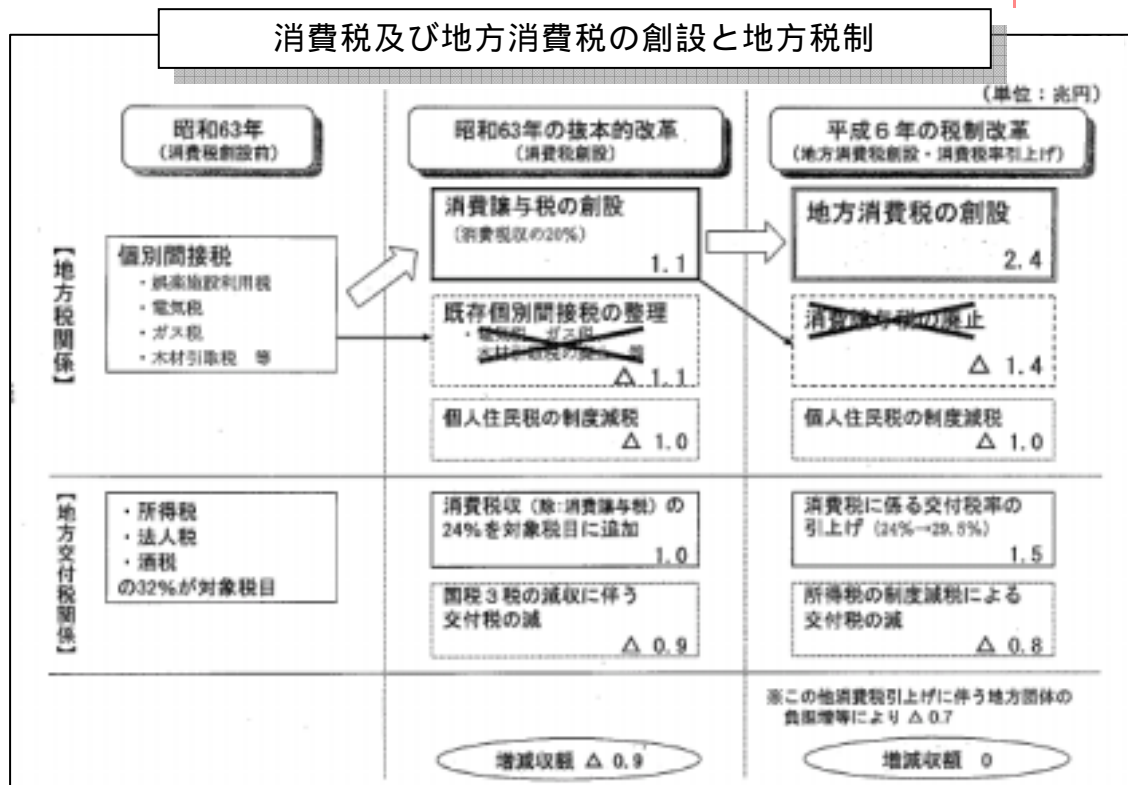 消費税及び地方消費税の創設と地方税制
(単位：兆円)
昭和63年
(消費税創設前)
昭和63年の抜本的改革
(消費税創設)
平成６年の税制改革
(地方消費税創設・消費税率引上げ)
【地方税関係】
個別間接税
・娯楽施設利用税
・電気税
・ガス税
・木材引取税　等
消費譲与税の創設
(消費税収の20%)
1.1
地方消費税の創設
2.4
既存個別間接税の整理
・電気税、ガス税、
木材引取税の廃止　等
△ 1.1
消費譲与税の廃止
△ 1.4
個人住民税の制度減税
△ 1.0
個人住民税の制度減税
△ 1.0
【地方交付税関係】
・所得税
・法人税
・酒税
の32%が対象税目
消費税収（除:消費譲与税）の
24%を対象税目に追加
1.0
消費税に係る交付税率の
引上げ（24%→29.5%）
1.5
国税３税の減収に伴う
交付税の減
△ 0.9
所得税の制度減税による
交付税の減
△ 0.8
※この他消費税引上げに伴う地方団体の
負担増等により △ 0.7
増減収額 △ 0.9
増減収額　0